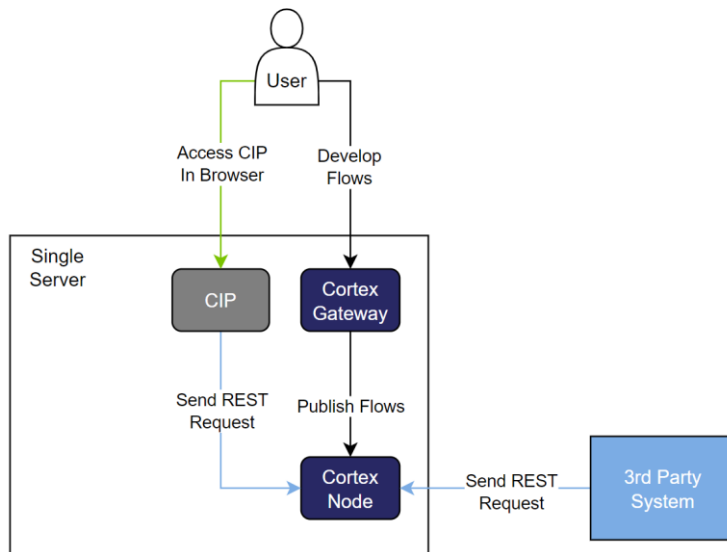 User
Access CIP
In Browser
Develop
Flows
Single
Server
CIP
Cortex
Gateway
Send REST
Request
Publish Flows
Cortex
Node
Send REST
Request
3rd Party
System